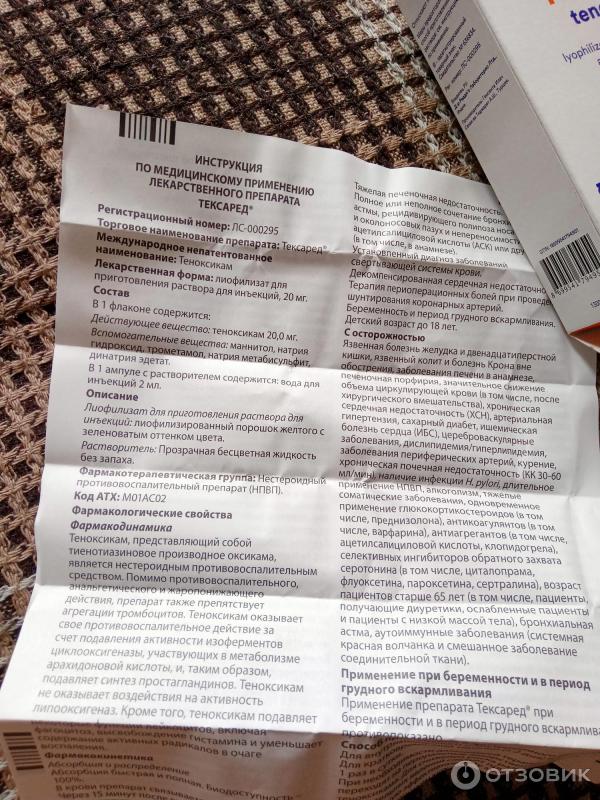 ИНСТРУКЦИЯ
ПО МЕДИЦИНСКОМУ ПРИМЕНЕНИЮ
ЛЕКАРСТВЕННОГО ПРЕПАРАТА
ТЕКСАРЕД®
Регистрационный номер: ЛС-000295
Торговое наименование препарата: Тексаред®
Международное непатентованное
наименование: Теноксикам
Лекарственная форма: лиофилизат для
приготовления раствора для инъекций, 20 мг.
Состав
В 1 флаконе содержится:
Действующее вещество: теноксикам 20,0 мг.
Вспомогательные вещества: маннитол, натрия
гидроксид, трометамол, натрия метабисульфит,
динатрия эдетат.
В 1 ампуле с растворителем содержится: вода для
инъекций 2 мл.
Описание
Лиофилизат для приготовления раствора для
инъекций: лиофилизированный порошок желтого с
зеленоватым оттенком цвета.
Растворитель: Прозрачная бесцветная жидкость
без запаха.
Фармакотерапевтическая группа: Нестероидный
противовоспалительный препарат (НПВП).
Код АТХ: M01AC02
Фармакологические свойства
Фармакодинамика
Теноксикам, представляющий собой
тиенотиазиновое производное оксикама,
является нестероидным противовоспалительным
средством. Помимо противовоспалительного,
анальгетического и жаропонижающего
действия, препарат также препятствует
агрегации тромбоцитов. Теноксикам оказывает
свое противовоспалительное действие за
счет подавления активности изоферментов
циклооксигеназы, участвующих в метаболизме
арахидоновой кислоты, и, таким образом,
подавляет синтез простагландинов. Теноксикам
не оказывает воздействия на активность
липооксигеназ. Кроме того, теноксикам подавляет
фагоцитоз, высвобождение гистамина и уменьшает
содержание активных радикалов в очаге
воспаления.
Фармакокинетика
Абсорбция и распределение
Абсорбция быстрая и полная. Биодоступность
100%.
В крови препарат связывается
Через 15 минут после
Тяжелая печеночная недостаточность
Полное или неполное сочетание
астмы, рецидивирующего полипоза носа
и околоносовых пазух и непереносимости
ацетилсалициловой кислоты (АСК) или
(в том числе, в анамнезе).
Установленный диагноз заболеваний
свертывающей системы крови.
Декомпенсированная сердечная
Терапия периоперационных болей при
шунтирования коронарных артерий.
Беременность и период грудного вскармливания.
Детский возраст до 18 лет.
С осторожностью
Язвенная болезнь желудка и двенадцатиперстной
кишки, язвенный колит и болезнь Крона вне
обострения, заболевания печени в анамнезе,
печеночная порфирия, значительное снижение
объема циркулирующей крови (в том числе, после
хирургического вмешательства), хроническая
сердечная недостаточность (ХСН), артериальная
гипертензия, сахарный диабет, ишемическая
болезнь сердца (ИБС), цереброваскулярные
заболевания, дислипидемия/гиперлипидемия,
заболевания периферических артерий, курение,
хроническая почечная недостаточность (КК 30-60
мл/мин), наличие инфекции H. pylori, длительное
применение НПВП, алкоголизм, тяжелые
соматические заболевания, одновременное
применение глюкокортикостероидов (в том
числе, преднизолона), антикоагулянтов (в том
числе, варфарина), антиагрегантов (в том числе,
ацетилсалициловой кислоты, клопидогрела),
селективных ингибиторов обратного захвата
серотонина (в том числе, циталопрама,
флуоксетина, пароксетина, сертралина), возраст
пациентов старше 65 лет (в том числе, пациенты,
получающие диуретики, ослабленные пациенты
и пациенты с низкой массой тела), бронхиальная
астма, аутоиммунные заболевания (системная
красная волчанка и смешанное заболевание
соединительной ткани).
Применение при беременности и в период
грудного вскармливания
Применение препарата Тексаред® при
беременности и в период грудного
противопоказано.
lyophiliz
ЛС-000295
ОТЗОВИК